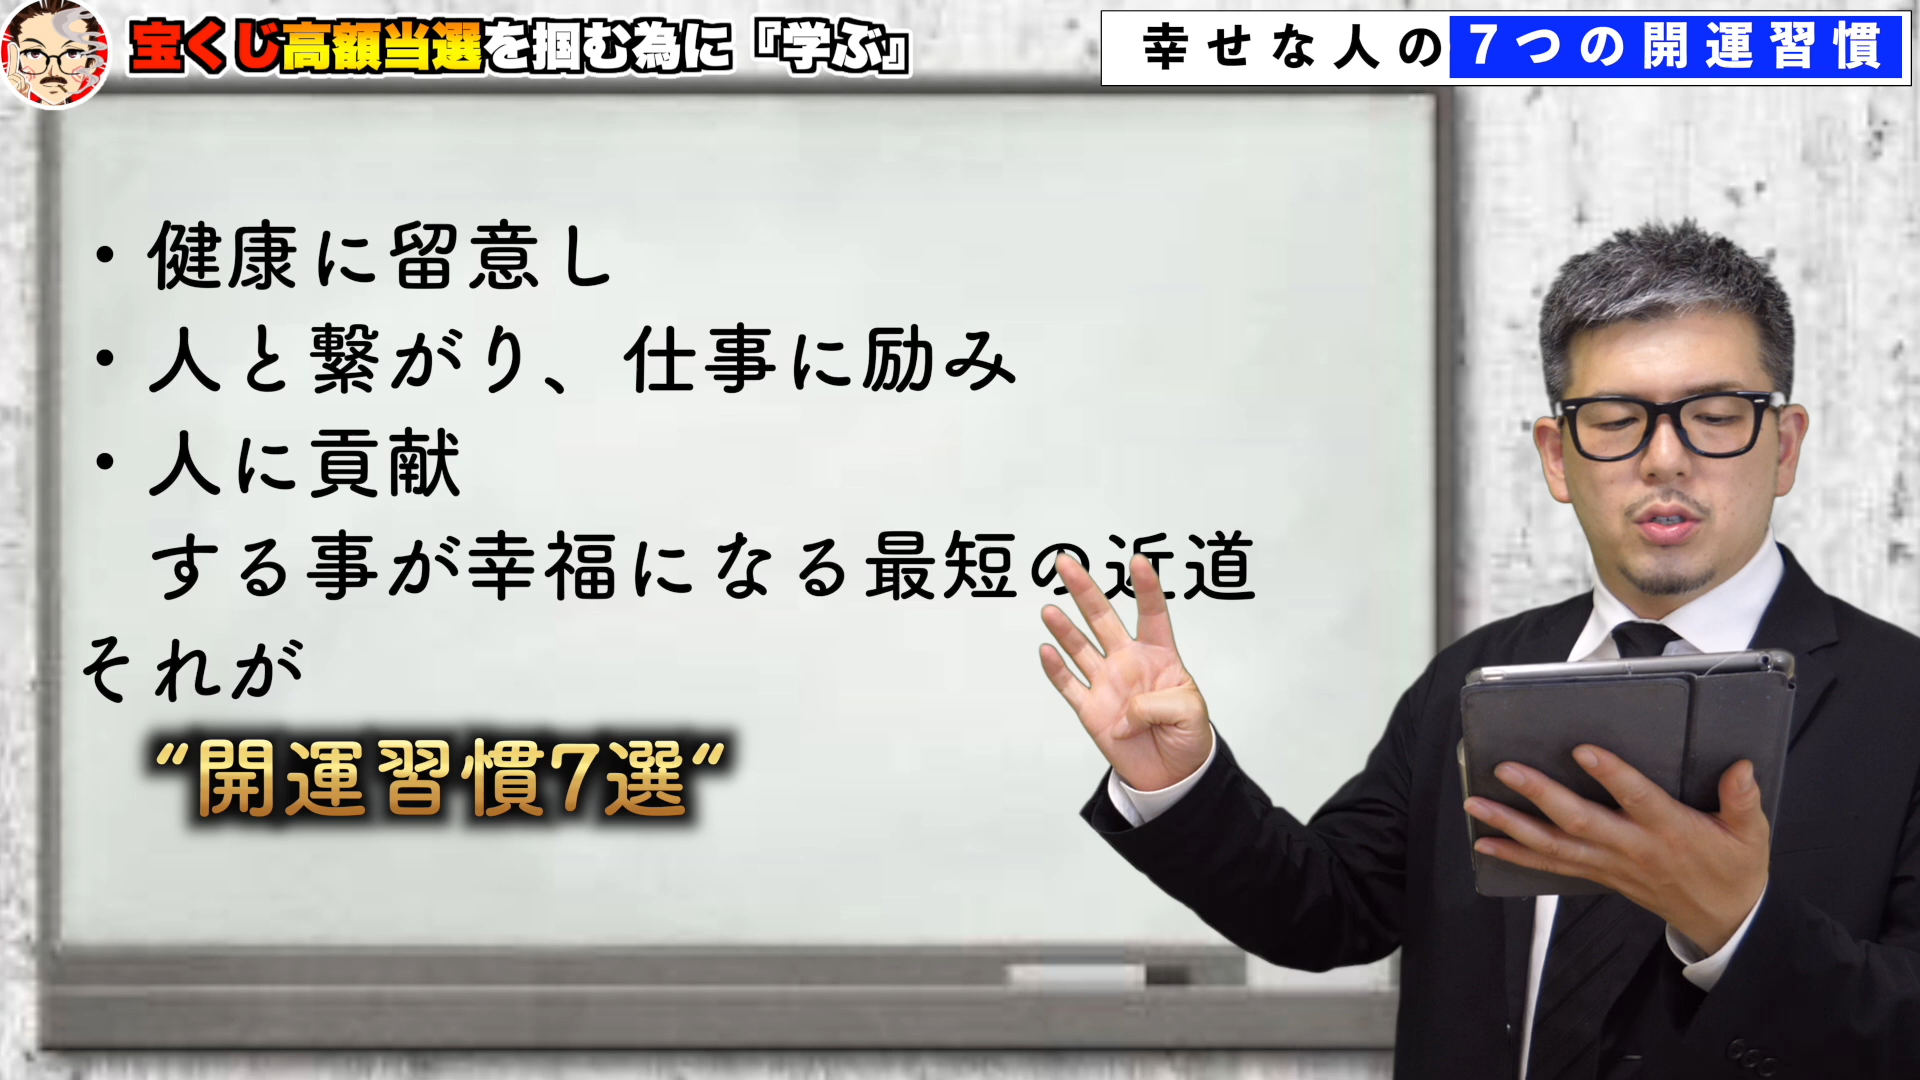 宝くじ高額当選を掴む為に『学ぶ』
幸せな人の7つの開運習慣
・健康に留意し
・人と繋がり、仕事に励み
・人に貢献
する事が幸福になる最短の近道
それが
“開運習慣7選“